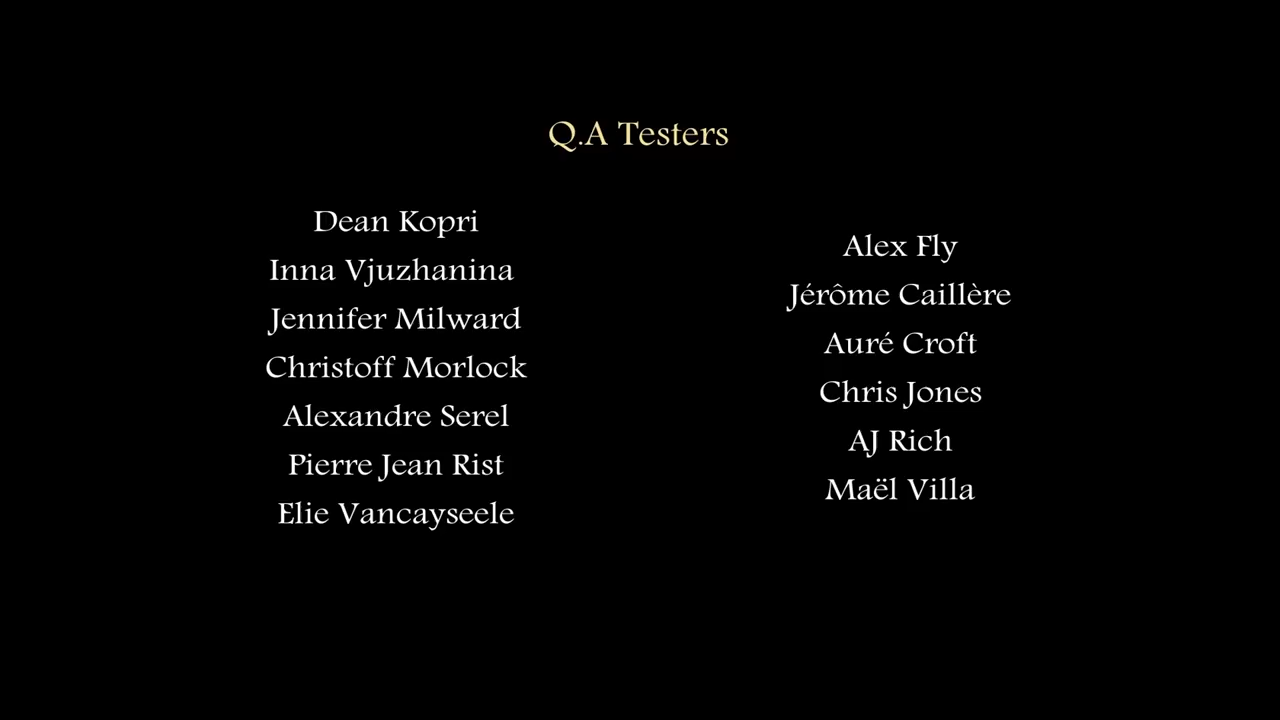 Q.A Testers
Dean Kopri
Inna Vjuzhanina
Jennifer Milward
Christoff Morlock
Alexandre Serel
Pierre Jean Rist
Elie Vancayseele
Alex Fly
Jérôme Caillère
Auré Croft
Chris Jones
AJ Rich
Maël Villa